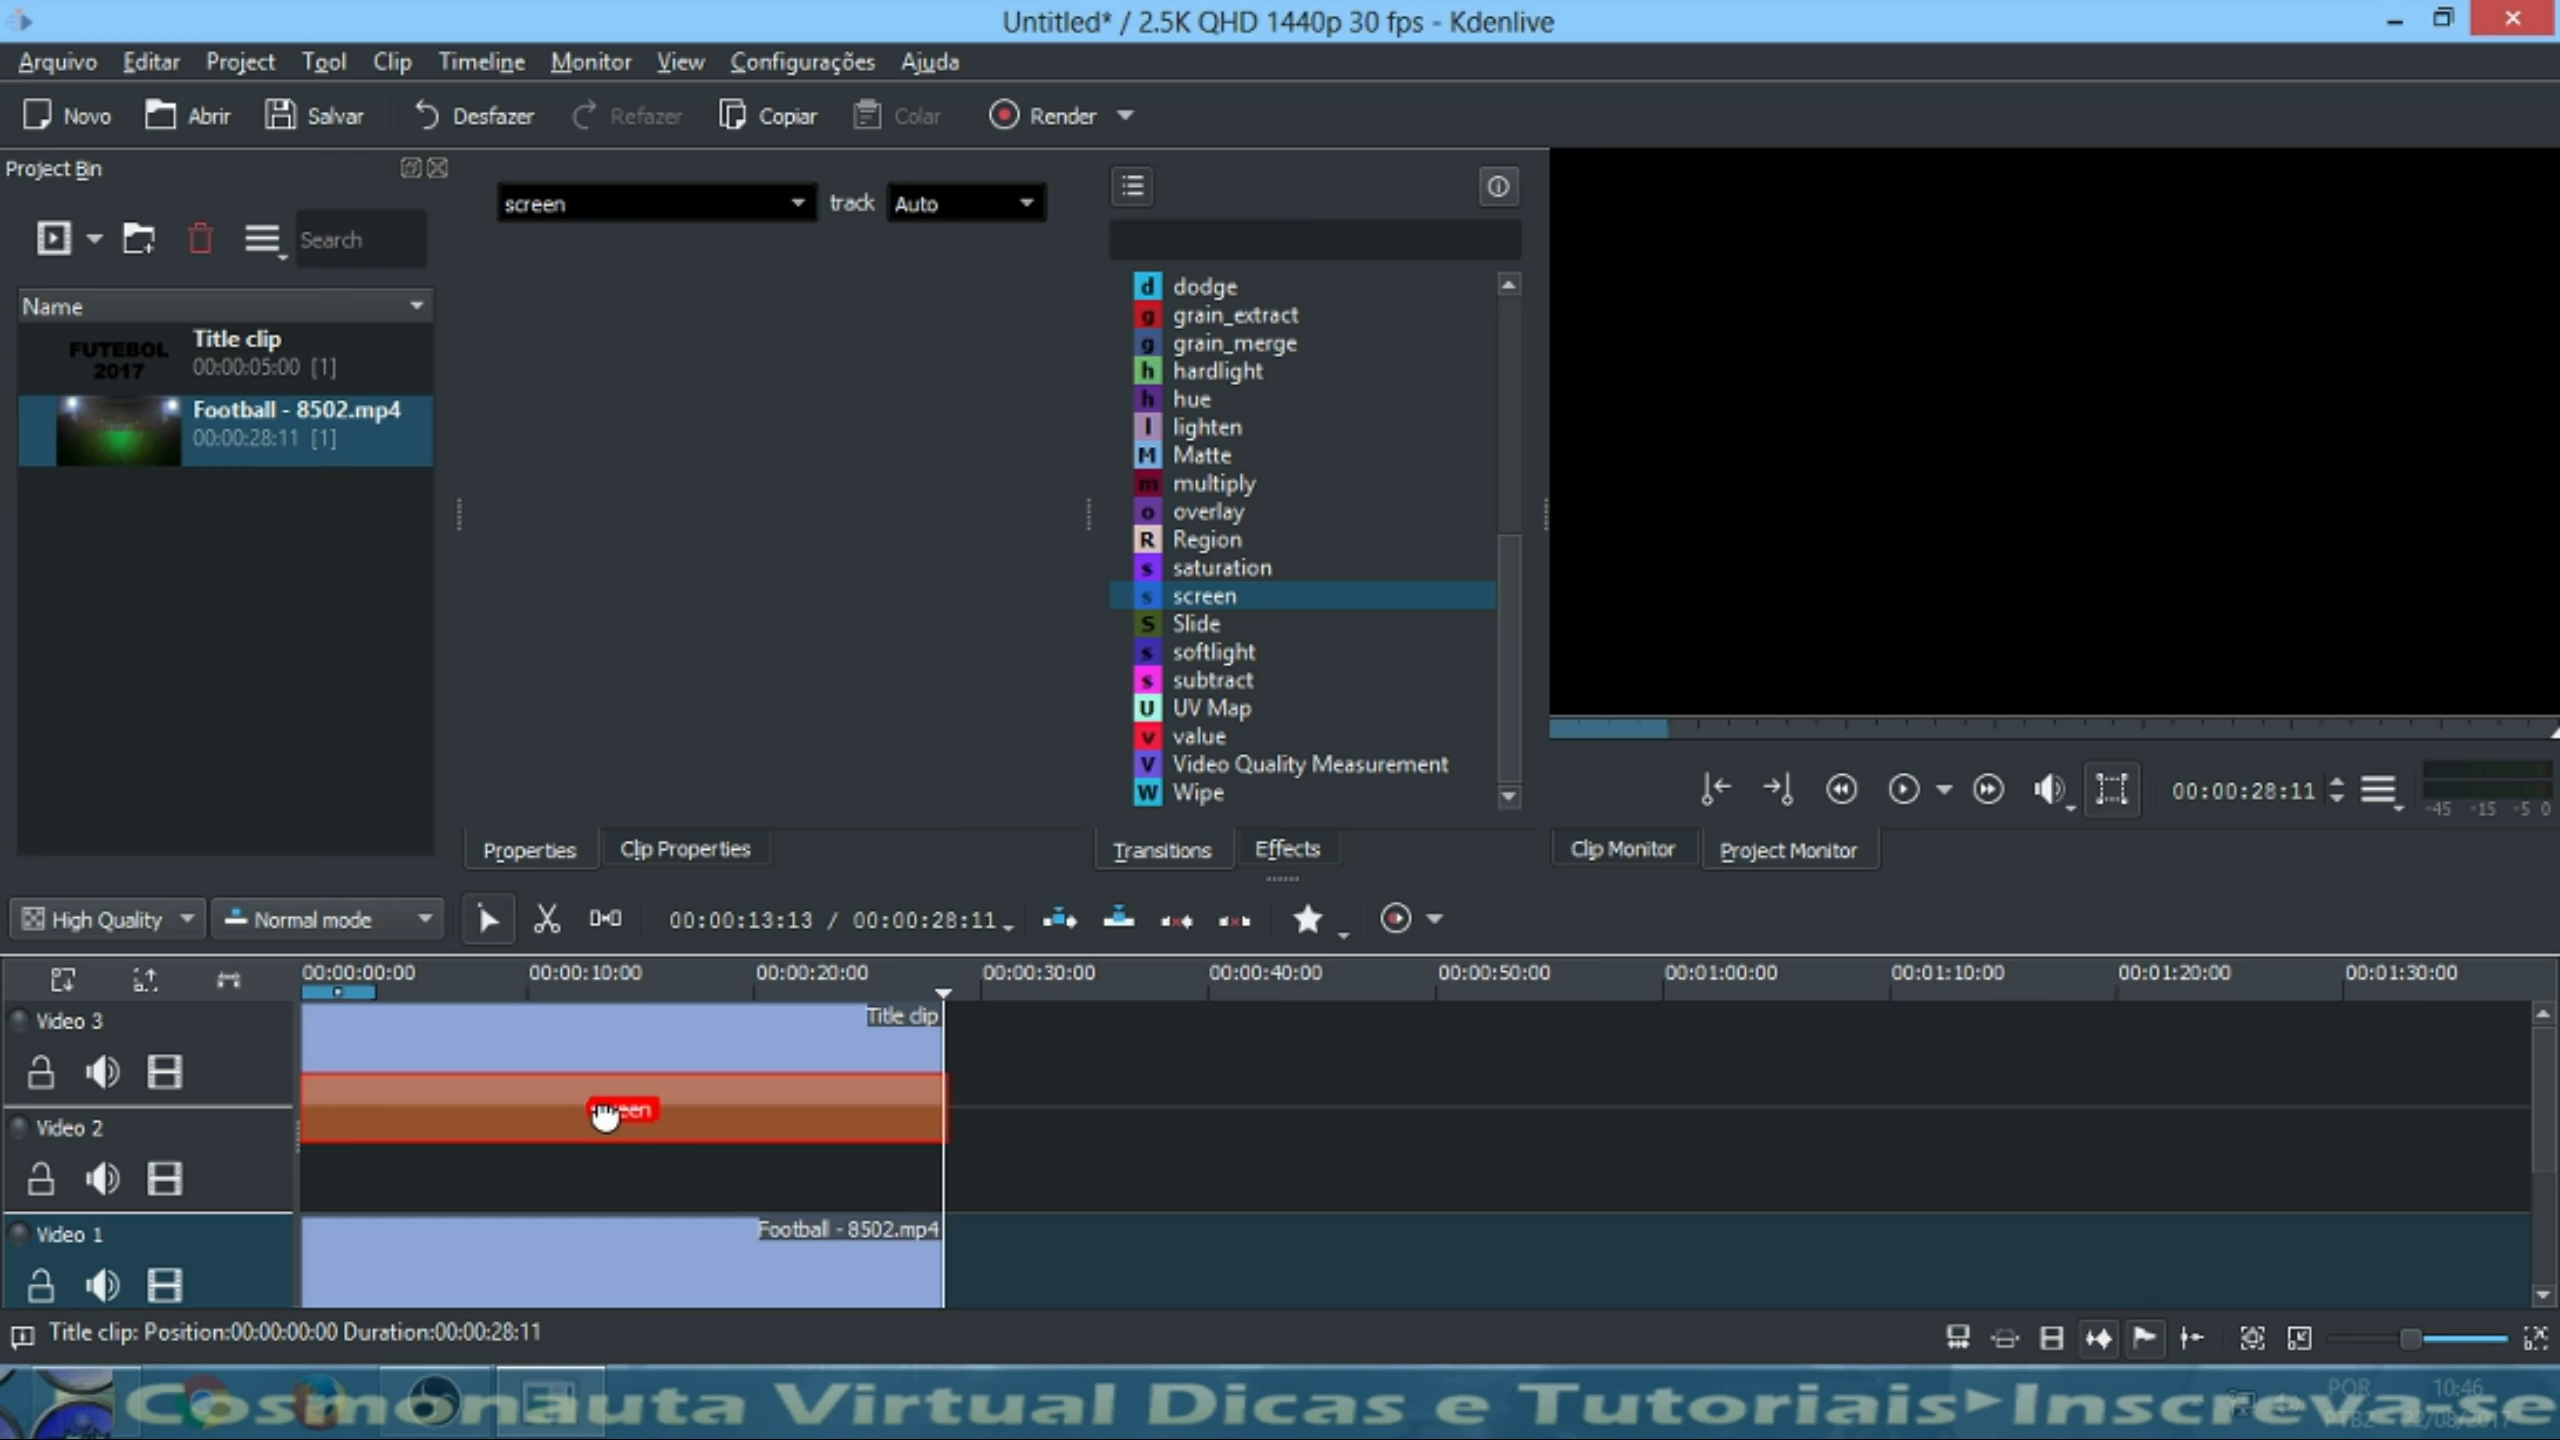 Untitled* / 2.5K QHD 1440p 30 fps - Kdenlive
Arquivo Editar Project Tool Clip Timeline Monitor View Configurações Ajuda
Novo Abrir Salvar Desfazer Refazer Copiar Colar Render
Project Bin
Search
Name
FUTEBOL
2017
Title clip
00:00:05:00 [1]
Football - 8502.mp4
00:00:28:11 [1]
screen track Auto
d dodge
g grain_extract
g grain_merge
h hardlight
h hue
l lighten
M Matte
m multiply
o overlay
R Region
s saturation
s screen
S Slide
s softlight
s subtract
U UV Map
v value
V Video Quality Measurement
W Wipe
00:00:28:11
-45 -15 -5 0
Properties Clip Properties
Transitions Effects
Clip Monitor Project Monitor
High Quality Normal mode 00:00:13:13 / 00:00:28:11
00:00:00:00 00:00:10:00 00:00:20:00 00:00:30:00 00:00:40:00 00:00:50:00 00:01:00:00 00:01:10:00 00:01:20:00 00:01:30:00
Video 3
Title clip
Video 2
Video 1
Football - 8502.mp4
Title clip: Position:00:00:00:00 Duration:00:00:28:11
Cosmonauta Virtual Dicas e Tutoriais▸Inscreva-se
POR
10:46